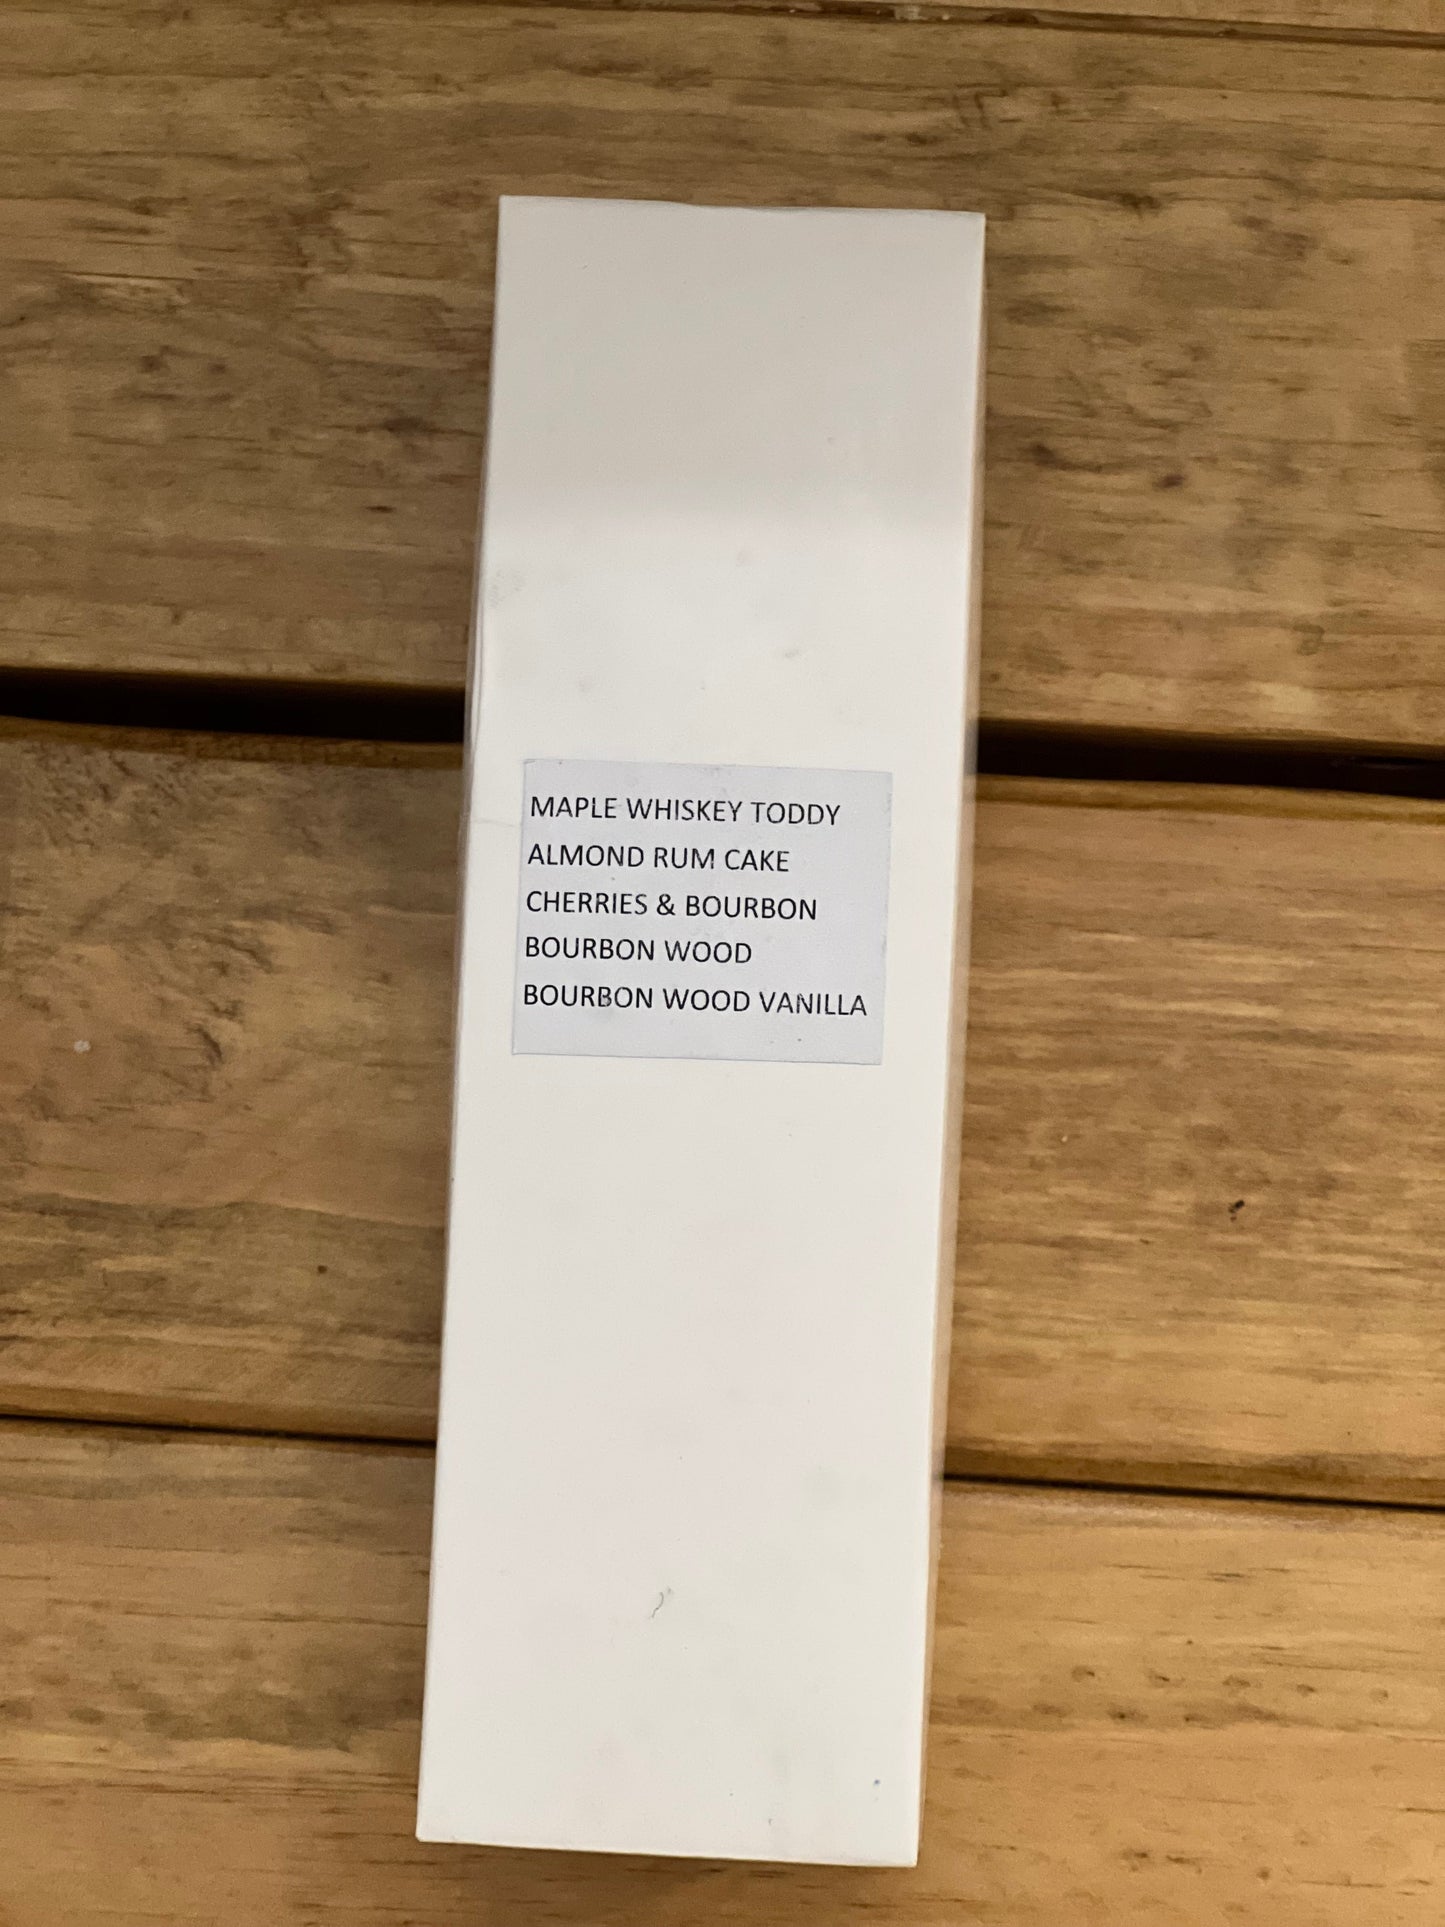 MAPLE WHISKEY TODDY
ALMOND RUM CAKE
CHERRIES & BOURBON
BOURBON WOOD
BOURBON WOOD VANILLA